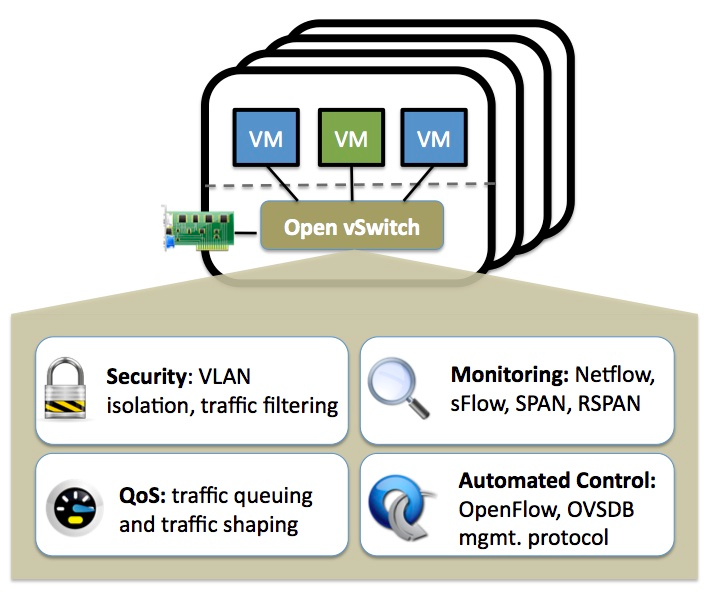 VM VM VM
Open vSwitch
Security: VLAN
isolation, traffic filtering
Monitoring: Netflow,
sFlow, SPAN, RSPAN
QoS: traffic queuing
and traffic shaping
Automated Control:
OpenFlow, OVSDB
mgmt. protocol